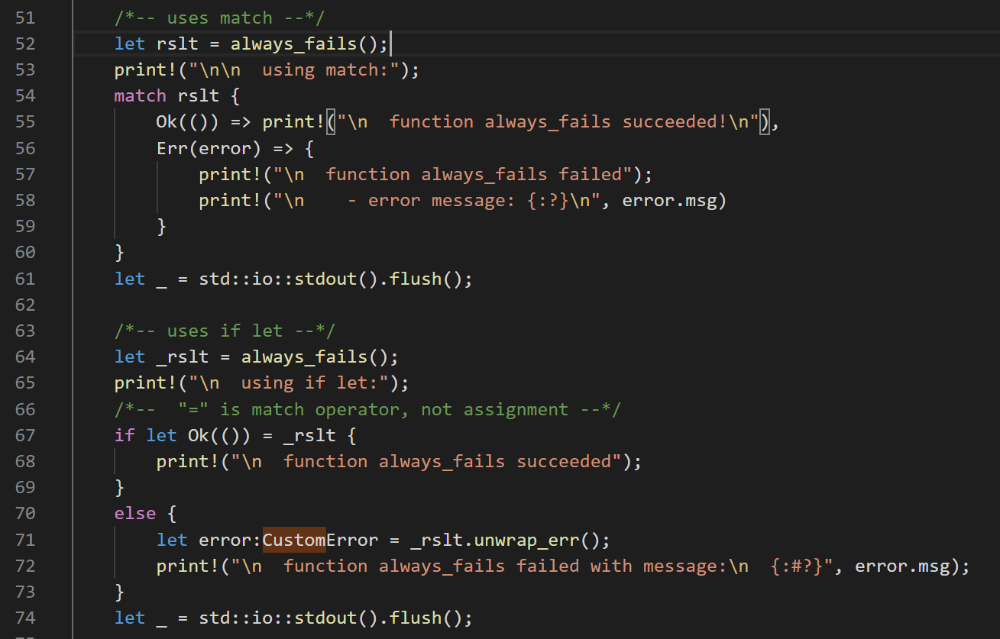 51 /*-- uses match --*/
52 let rslt = always_fails();
53 print!("\n\n  using match:");
54 match rslt {
55     Ok(()) => print!("\n  function always_fails succeeded!\n"),
56     Err(error) => {
57         print!("\n  function always_fails failed");
58         print!("\n    - error message: {:?}\n", error.msg)
59     }
60 }
61 let _ = std::io::stdout().flush();
62
63 /*-- uses if let --*/
64 let _rslt = always_fails();
65 print!("\n  using if let:");
66 /*--  "=" is match operator, not assignment --*/
67 if let Ok(()) = _rslt {
68     print!("\n  function always_fails succeeded");
69 }
70 else {
71     let error:CustomError = _rslt.unwrap_err();
72     print!("\n  function always_fails failed with message:\n  {:#?}", error.msg);
73 }
74 let _ = std::io::stdout().flush();